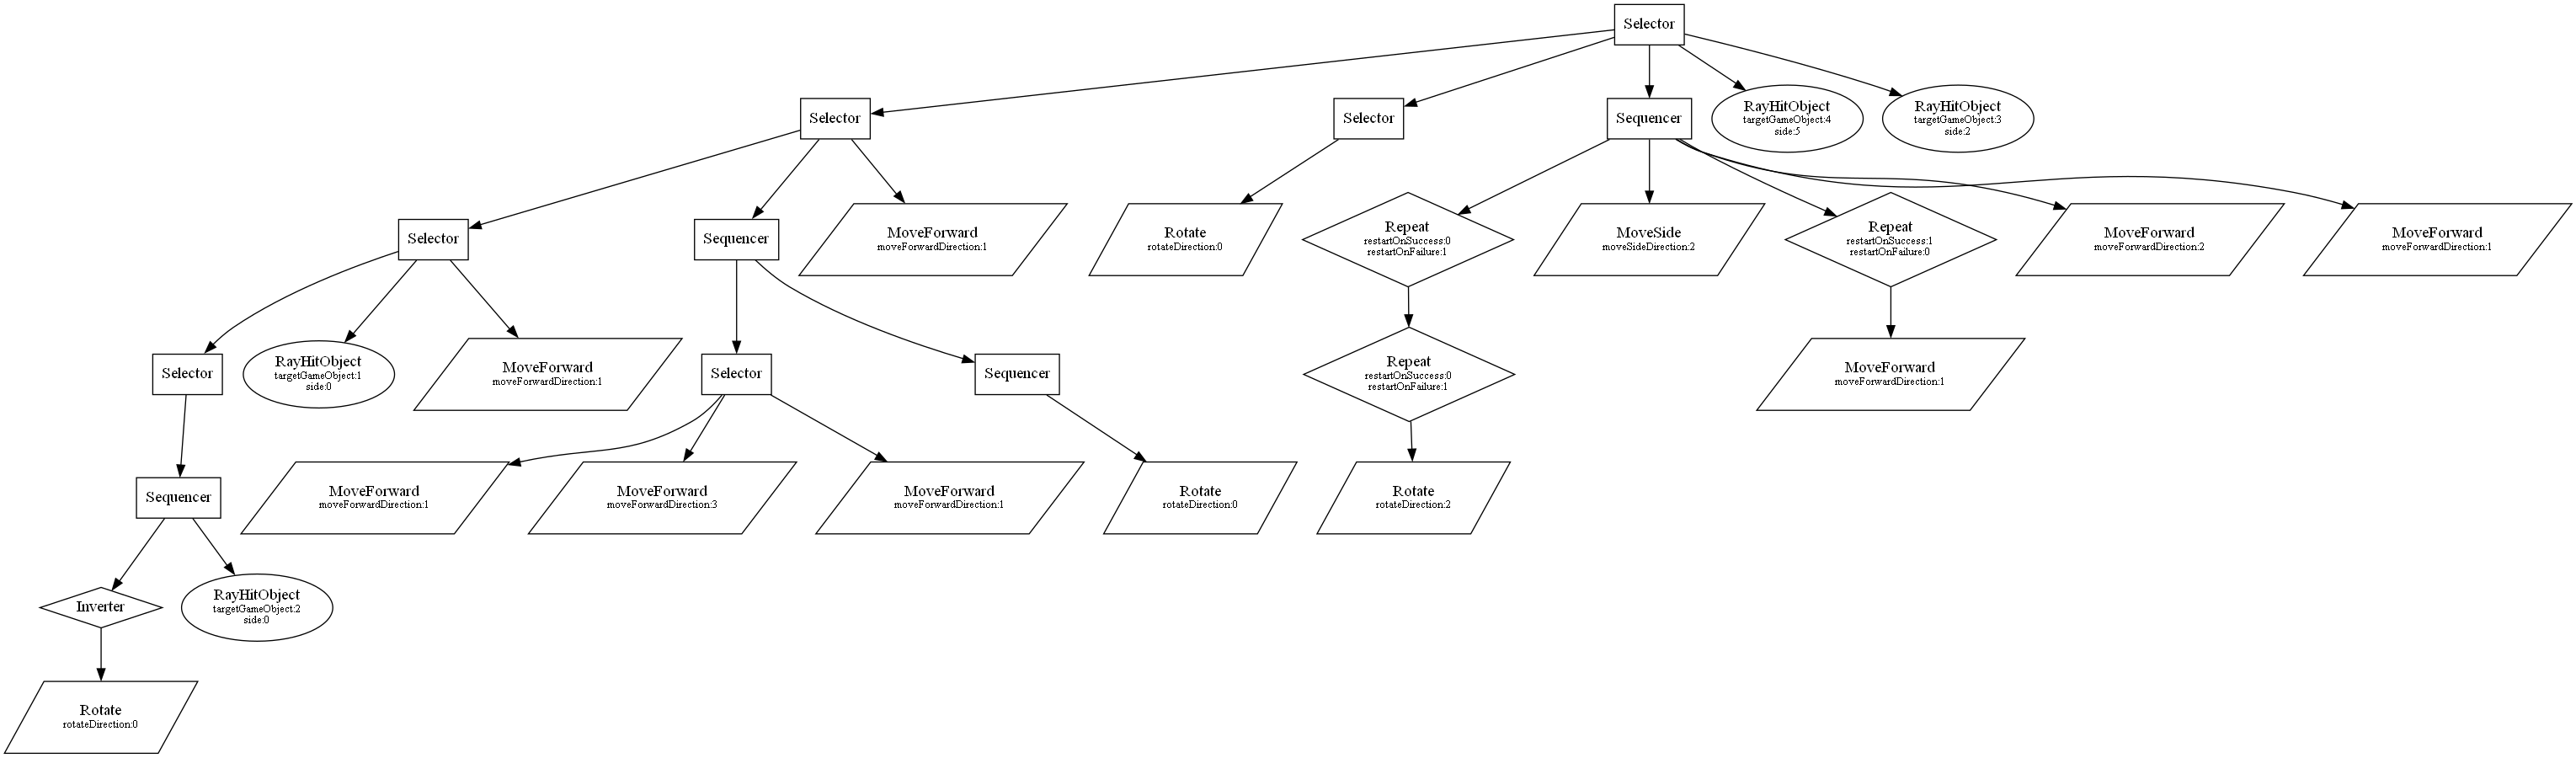 Selector
Selector
Selector
Sequencer
RayHitObject
targetGameObject:4
side:5
RayHitObject
targetGameObject:3
side:2
Selector
Sequencer
MoveForward
moveForwardDirection:1
Rotate
rotateDirection:0
Repeat
restartOnSuccess:0
restartOnFailure:1
MoveSide
moveSideDirection:2
Repeat
restartOnSuccess:1
restartOnFailure:0
MoveForward
moveForwardDirection:2
MoveForward
moveForwardDirection:1
Selector
RayHitObject
targetGameObject:1
side:0
MoveForward
moveForwardDirection:1
Selector
Sequencer
Repeat
restartOnSuccess:0
restartOnFailure:1
MoveForward
moveForwardDirection:1
Sequencer
MoveForward
moveForwardDirection:1
MoveForward
moveForwardDirection:3
MoveForward
moveForwardDirection:1
Rotate
rotateDirection:0
Rotate
rotateDirection:2
Inverter
RayHitObject
targetGameObject:2
side:0
Rotate
rotateDirection:0